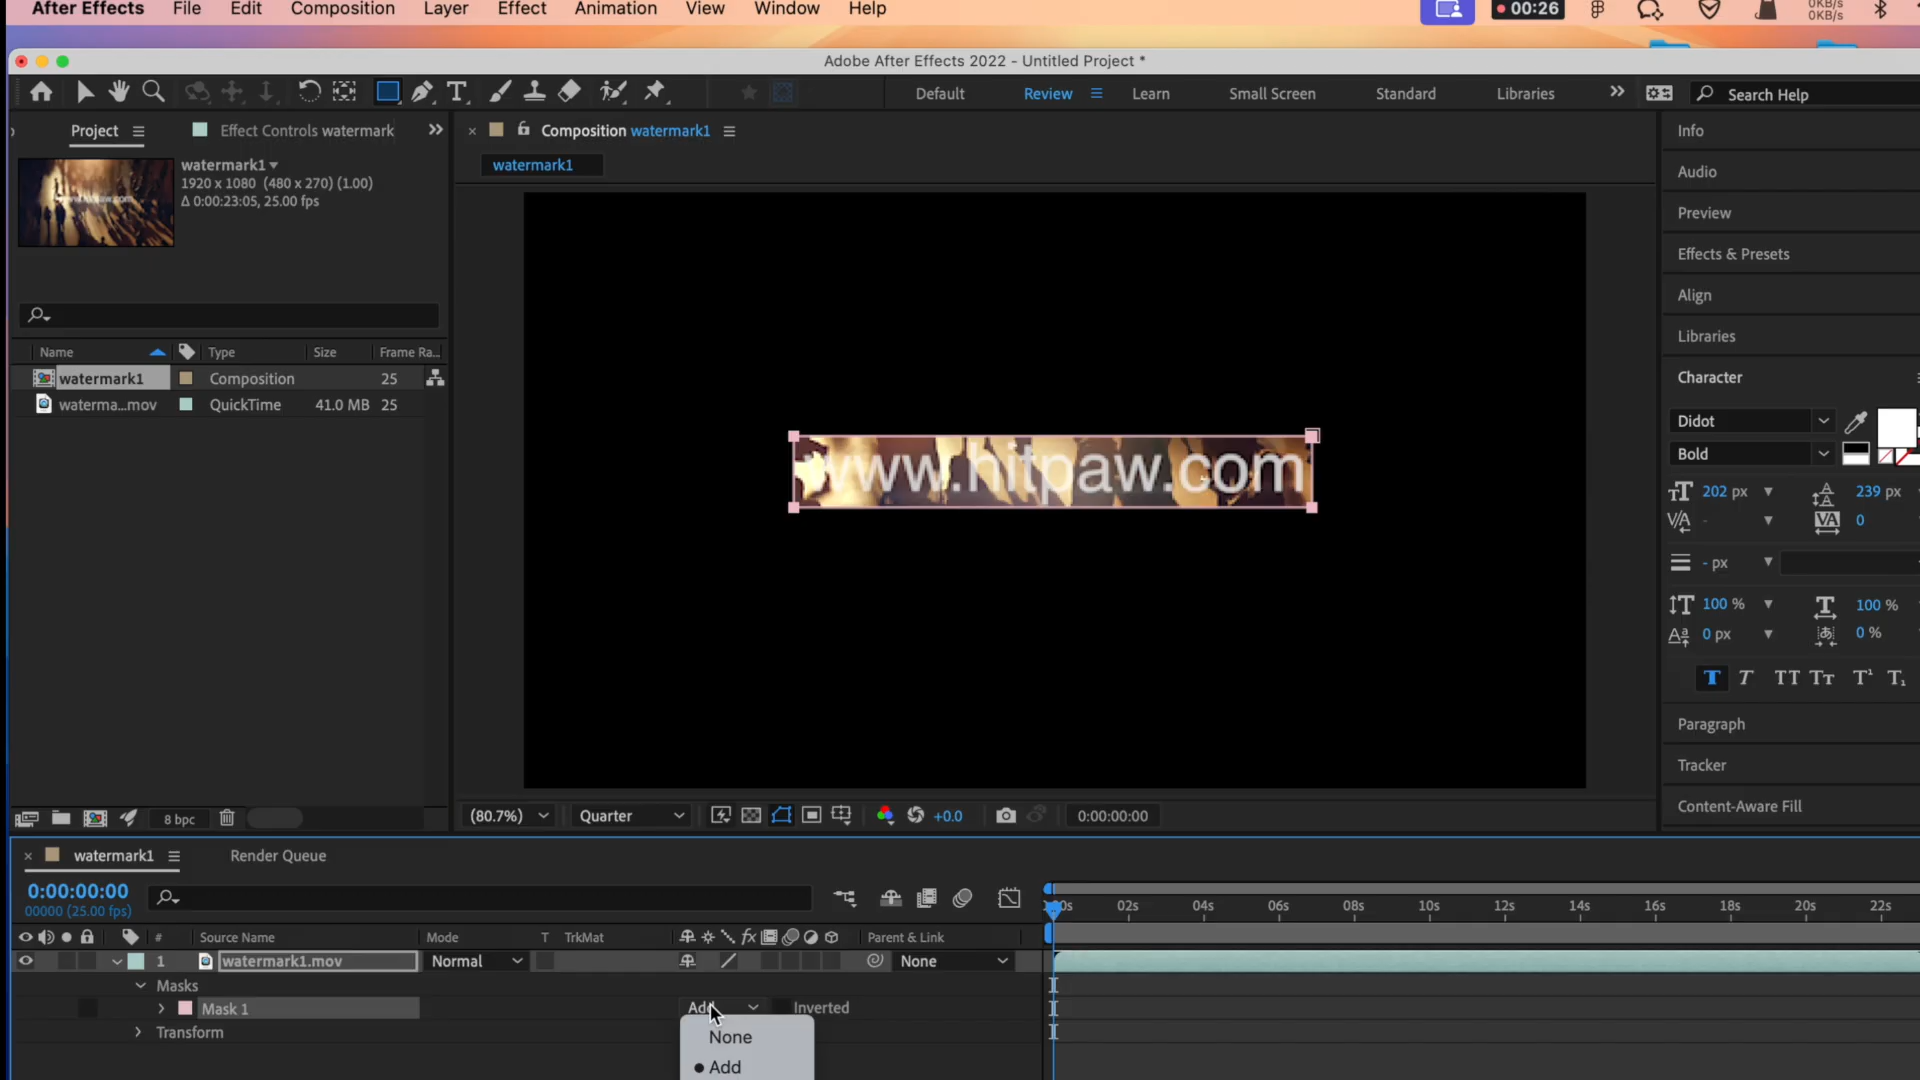 After Effects File Edit Composition Layer Effect Animation View Window Help 00:26 0KB/s
0KB/s
Adobe After Effects 2022 - Untitled Project *
Default Review Learn Small Screen Standard Libraries Search Help
Project Effect Controls watermark Composition watermark1 Info
watermark1 watermark1
1920 x 1080 (480 x 270) (1.00) Audio
Δ 0:00:23:05, 25.00 fps
Preview
Effects & Presets
Align
Libraries
Name Type Size Frame Ra...
watermark1 Composition 25 Character
waterma...mov QuickTime 41.0 MB 25
Didot
Bold
www.hitpaw.com
202 px 239 px
- 0
- px
100 % 100 %
0 px 0 %
T T TT Tт T¹ T₁
Paragraph
Tracker
Content-Aware Fill
8 bpc (80.7%) Quarter +0.0 0:00:00:00
watermark1 Render Queue
0:00:00:00
00000 (25.00 fps) 02s 04s 06s 08s 10s 12s 14s 16s 18s 20s 22s
# Source Name Mode T TrkMat fx Parent & Link
1 watermark1.mov Normal None
Masks
Mask 1 Add Inverted
Transform
None
Add